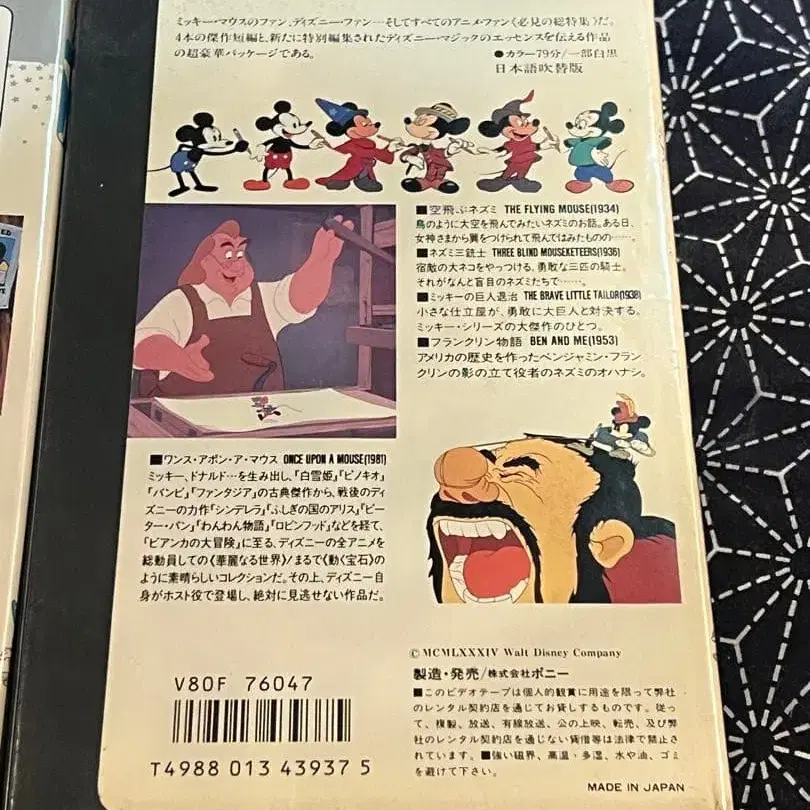 ミッキー・マウスのファン、ディズニー・ファン…そしてすべてのアニメ・ファン《必見の総特集》だ。
4本の傑作短編と、新たに特別編集されたディズニー・マジックのエッセンスを伝える作品
の超豪華パッケージである。
●カラー79分/一部白黒
日本語吹替版
■空飛ぶネズミ THE FLYING MOUSE(1934)
鳥のように大空を飛んでみたいネズミのお話。ある日、
女神さまから翼をつけられて飛んではみたものの……。
■ネズミ三銃士 THREE BLIND MOUSEKETEERS(1936)
宿敵の大ネコをやっつける、勇敢な三匹の騎士。
それがなんと盲目のネズミたちで……。
■ミッキーの巨人退治 THE BRAVE LITTLE TAILOR(1938)
小さな仕立屋が、勇敢に大巨人と対決する。
ミッキー・シリーズの大傑作のひとつ。
■フランクリン物語 BEN AND ME(1953)
アメリカの歴史を作ったベンジャミン・フラン
クリンの影の立て役者のネズミのオハナシ。
■ワンス・アポン・ア・マウス ONCE UPON A MOUSE(1981)
ミッキー、ドナルド…を生み出し、「白雪姫」「ピノキオ」
「バンビ」「ファンタジア」の古典傑作から、戦後のディ
ズニーの力作「シンデレラ」「ふしぎの国のアリス」「ピー
ター・パン」「わんわん物語」「ロビンフッド」などを経て、
「ビアンカの大冒険」に至る、ディズニーの全アニメを
総動員しての《華麗なる世界》!まるで《動く宝石》の
ように素晴らしいコレクションだ。その上、ディズニー自
身がホスト役で登場し、絶対に見逃せない作品だ。
© MCMLXXXIV Walt Disney Company
製造・発売/株式会社ポニー
■このビデオテープは個人的観賞に用途を限って弊社
のレンタル契約店を通じてお貸しするものです。従っ
て、複製、放送、有線放送、公の上映、転売、及び弊
社のレンタル契約店を通じない貸借等は法律で禁止さ
れています。■強い磁界、高温・多湿、水や油、ゴミ
を避けて下さい。
V80F 76047
T4988 013 43937 5
MADE IN JAPAN